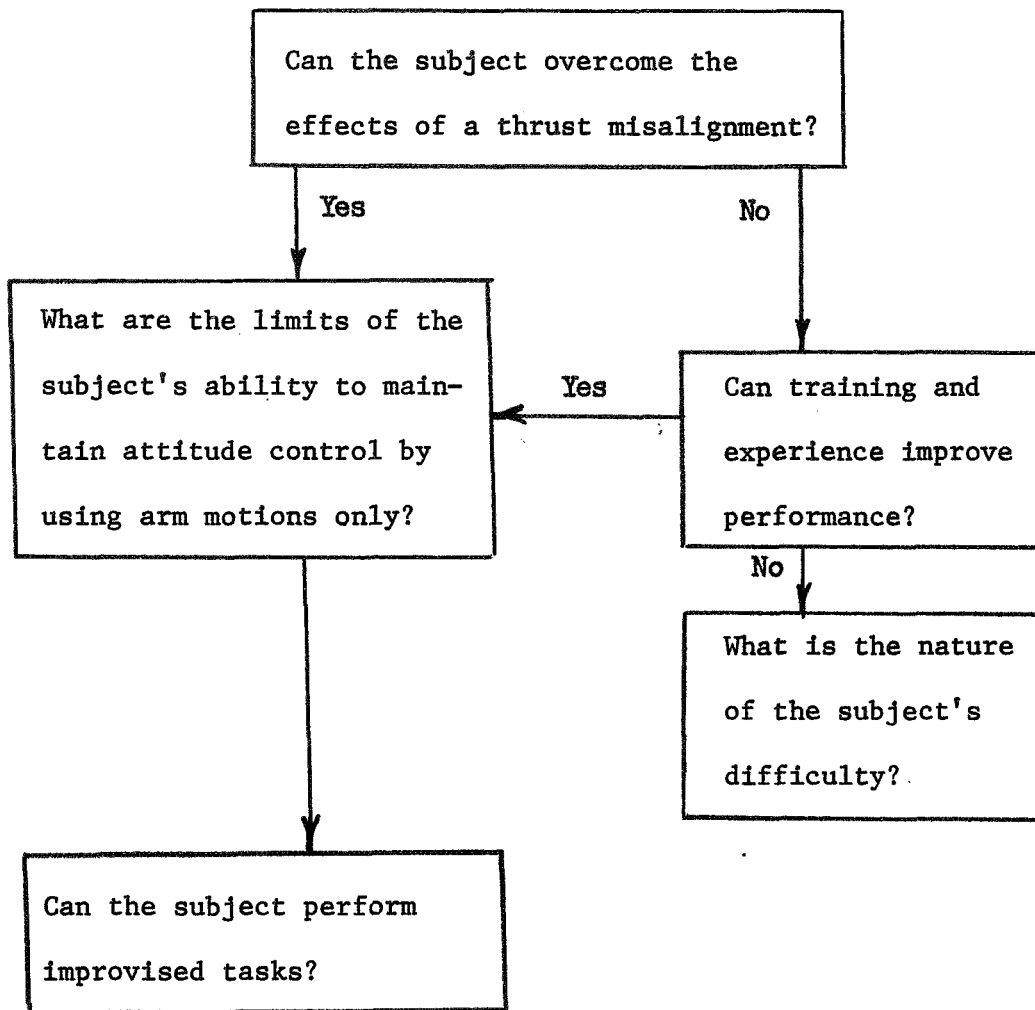 Can the subject overcome the
effects of a thrust misalignment?
Yes
No
What are the limits of the
subject's ability to main-
tain attitude control by
using arm motions only?
Yes
Can training and
experience improve
performance?
No
What is the nature
of the subject's
difficulty?
Can the subject perform
improvised tasks?